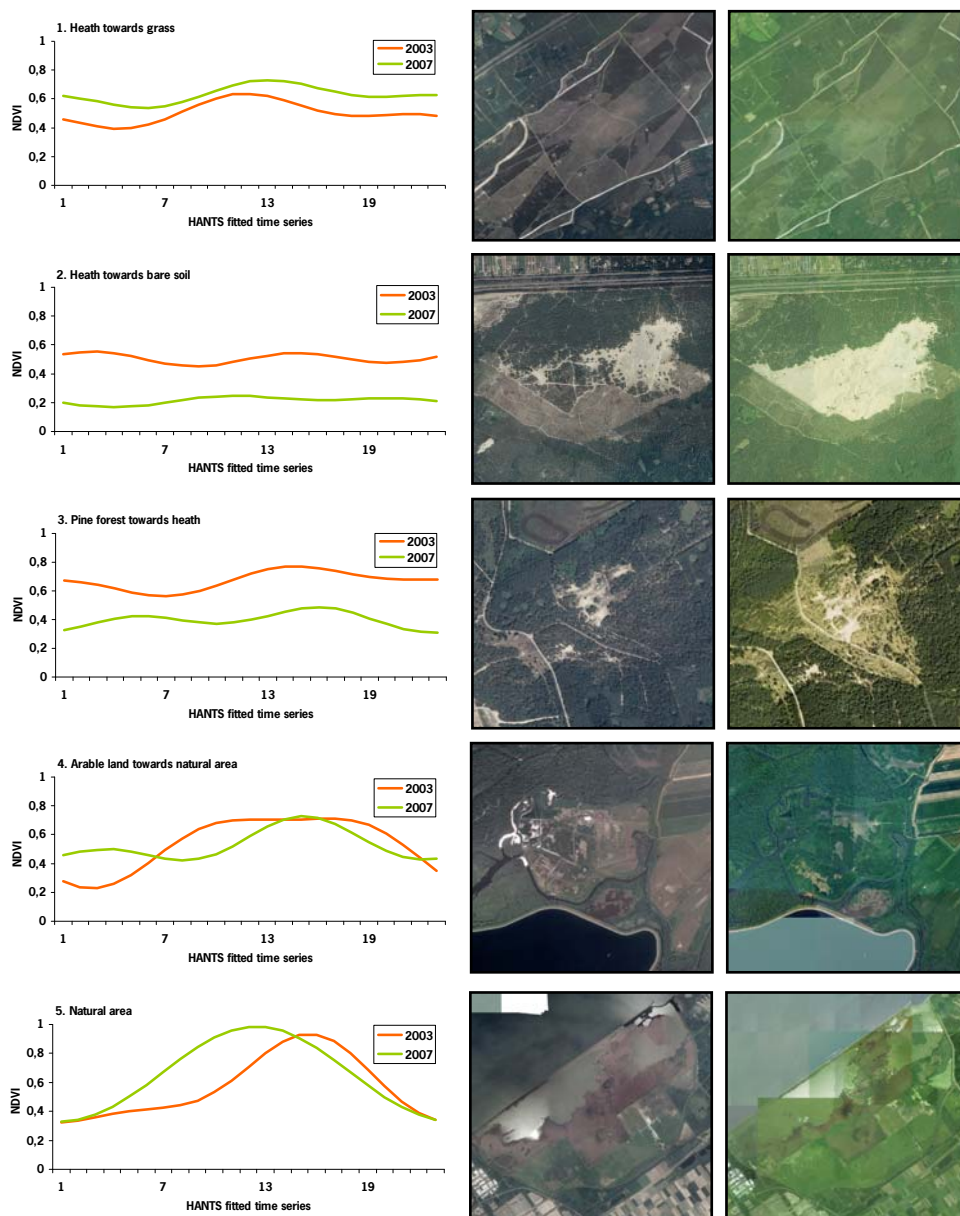 1. Heath towards grass
1
0,8
0,6
0,4
0,2
0
NDVI
2003
2007
1 7 13 19
HANTS fitted time series
2. Heath towards bare soil
1
0,8
0,6
0,4
0,2
0
NDVI
2003
2007
1 7 13 19
HANTS fitted time series
3. Pine forest towards heath
1
0,8
0,6
0,4
0,2
0
NDVI
2003
2007
1 7 13 19
HANTS fitted time series
4. Arable land towards natural area
1
0,8
0,6
0,4
0,2
0
NDVI
2003
2007
1 7 13 19
HANTS fitted time series
5. Natural area
1
0,8
0,6
0,4
0,2
0
NDVI
2003
2007
1 7 13 19
HANTS fitted time series